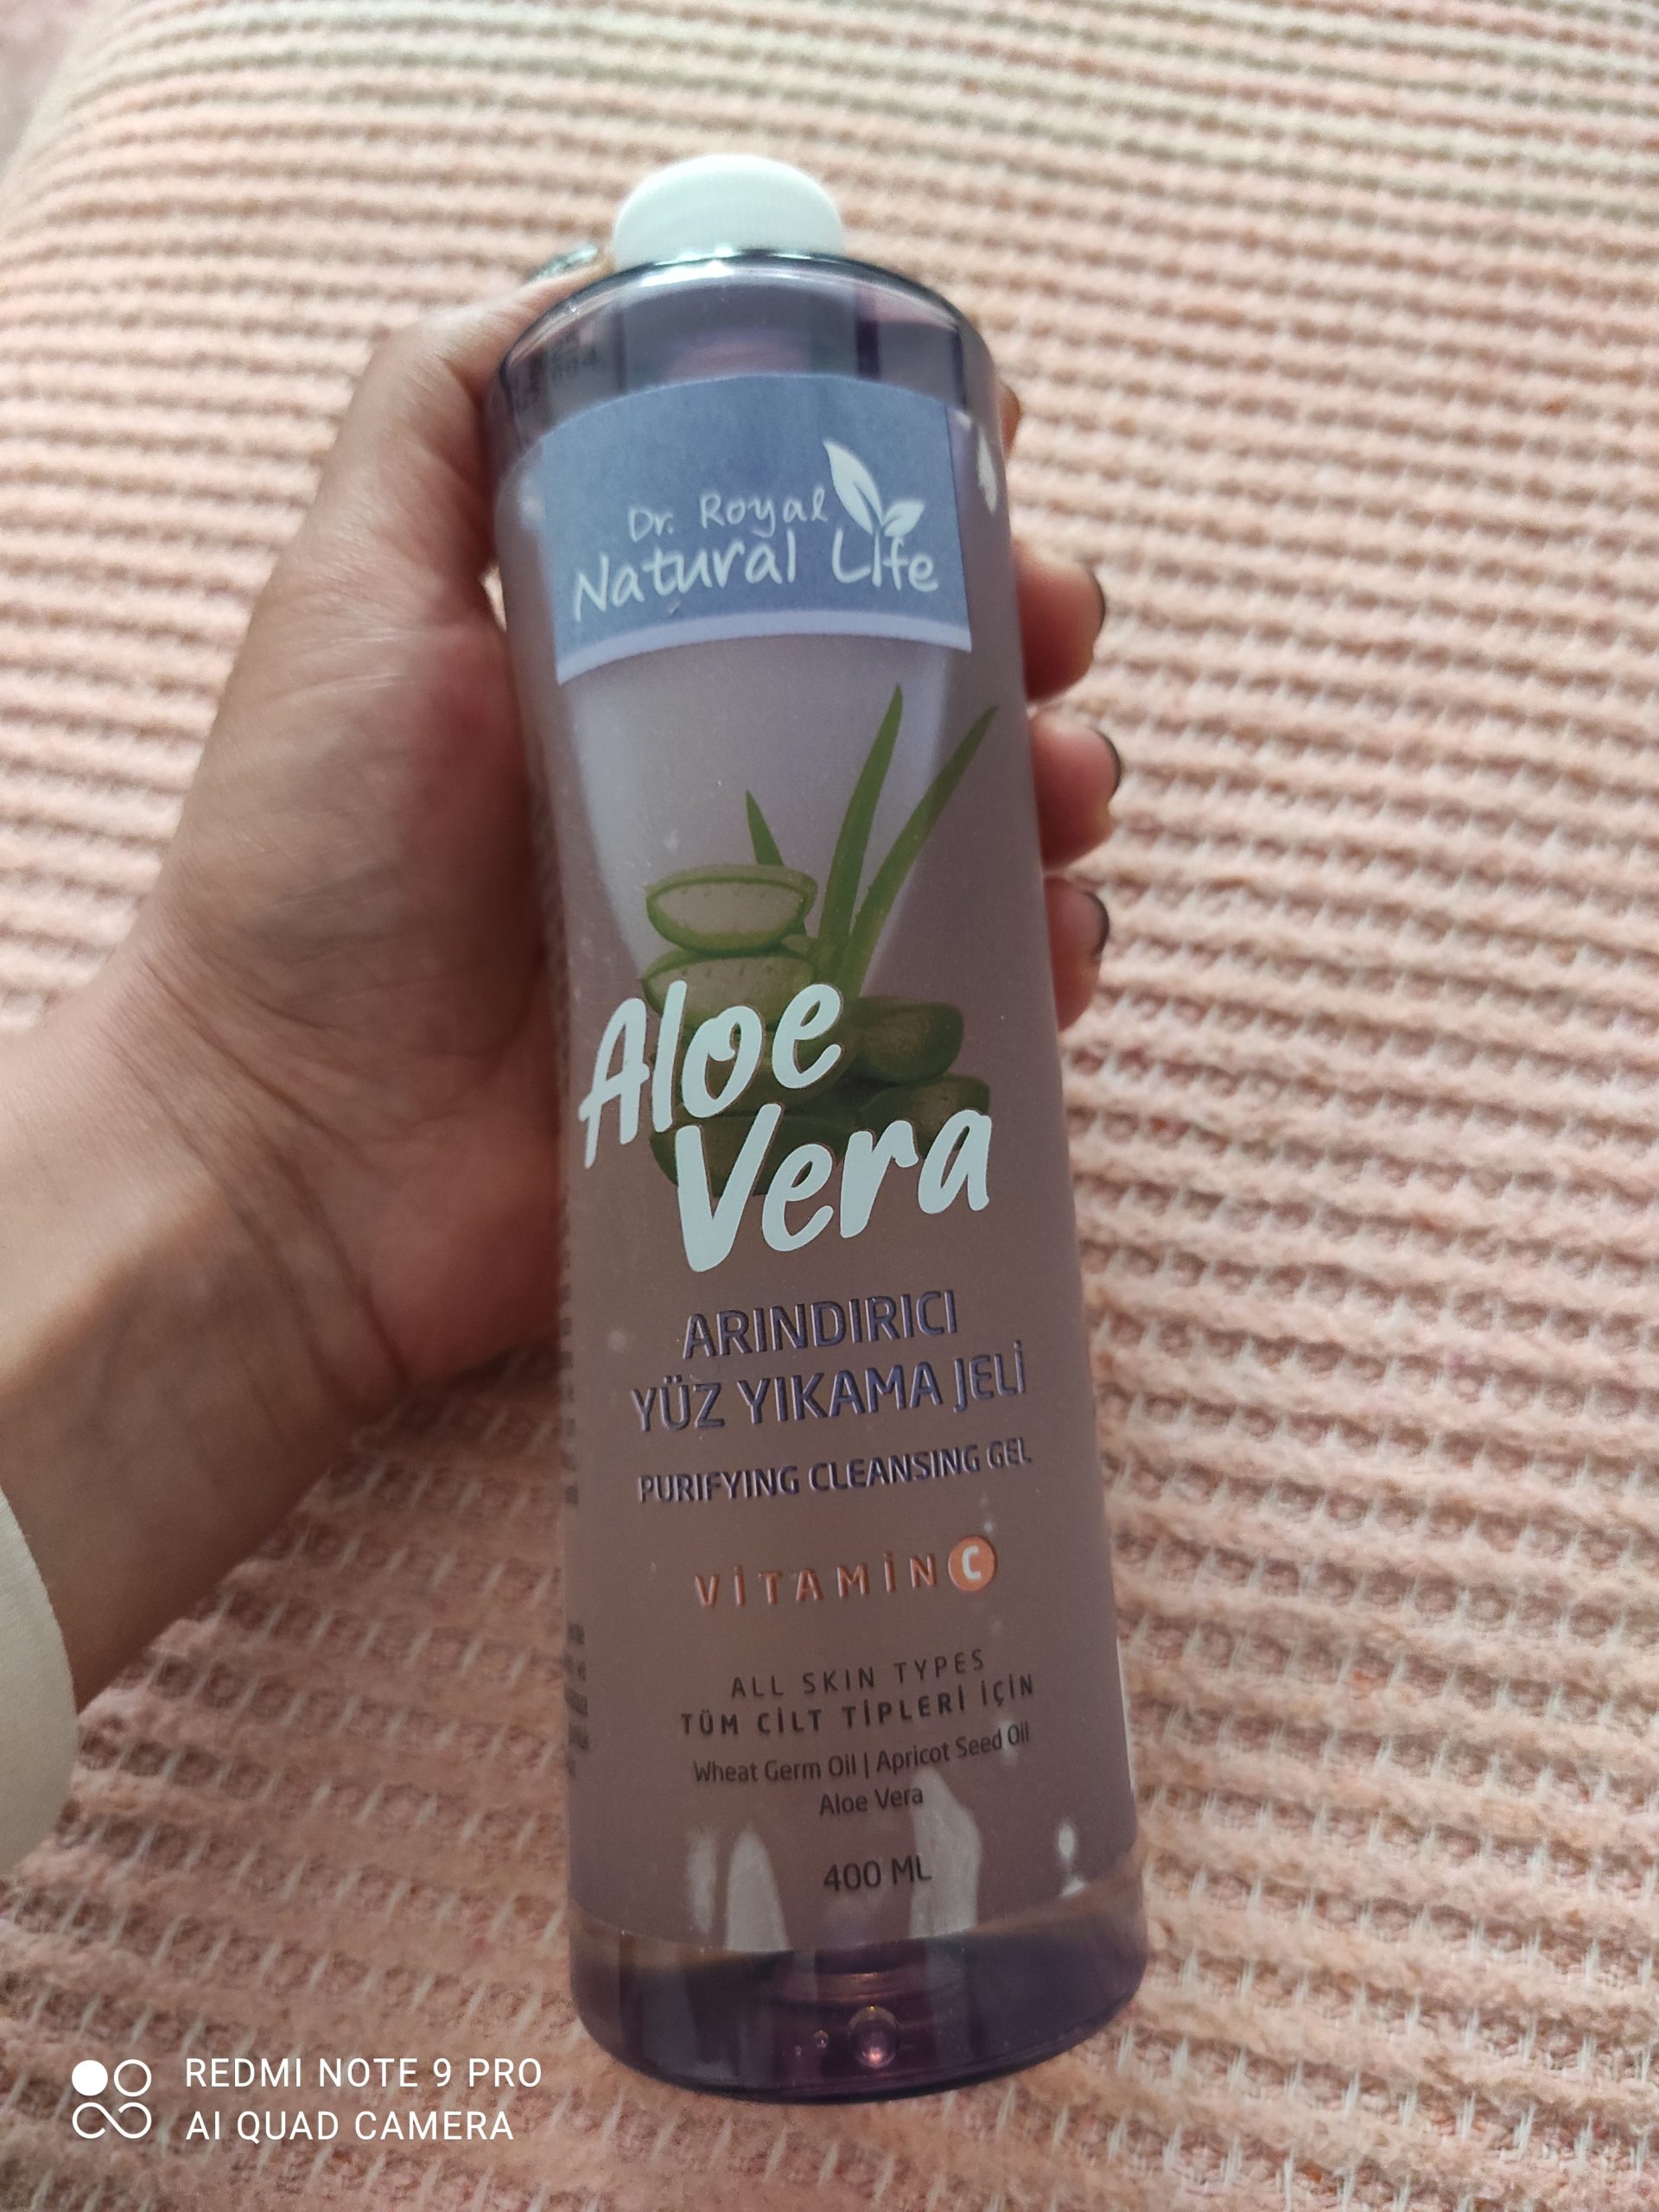 Dr. Royal
Natural Life
Aloe
Vera
ARINDIRICI
YÜZ YIKAMA JELİ
PURIFYING CLEANSING GEL
VİTAMİN C
ALL SKIN TYPES
TÜM CİLT TİPLERİ İÇİN
Wheat Germ Oil | Apricot Seed Oil
Aloe Vera
400 ML
REDMI NOTE 9 PRO
AI QUAD CAMERA